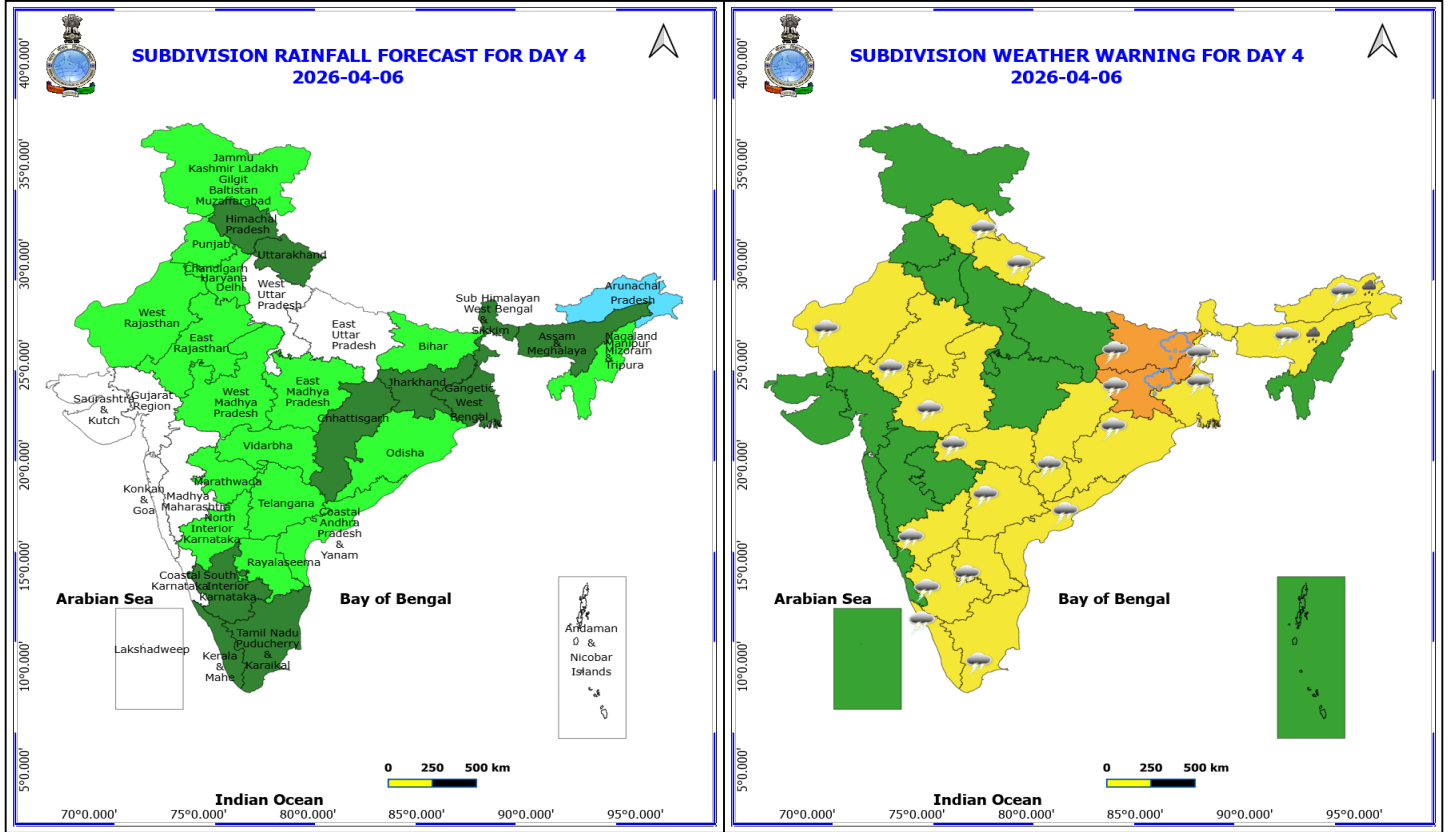 SUBDIVISION RAINFALL FORECAST FOR DAY 4
2026-04-06
40°0.000'
35°0.000'
30°0.000'
25°0.000'
20°0.000'
15°0.000'
10°0.000'
5°0.000'
Jammu
Kashmir Ladakh
Gilgit
Baltistan
Muzaffarabad
Himachal
Pradesh
Punjab
Uttarakhand
Chandigarh
Haryana
Delhi
West
Uttar
Pradesh
West
Rajasthan
East
Rajasthan
East
Uttar
Pradesh
Sub Himalayan
West Bengal
&
Sikkim
Arunachal
Pradesh
Assam
&
Meghalaya
Nagaland
Manipur
Mizoram
&
Tripura
Bihar
Jharkhand
Gangetic
West
Bengal
Saurashtra
&
Kutch
Gujarat
Region
West
Madhya
Pradesh
East
Madhya
Pradesh
Chhattisgarh
Vidarbha
Odisha
Konkan
&
Goa
Madhya
Maharashtra
Marathwada
Telangana
North
Interior
Karnataka
Coastal
Andhra
Pradesh
&
Yanam
Rayalaseema
Coastal
Karnataka
South
Interior
Karnataka
Arabian Sea
Bay of Bengal
Lakshadweep
Kerala
&
Mahe
Tamil Nadu
Puducherry
&
Karaikal
Andaman
&
Nicobar
Islands
0 250 500 km
Indian Ocean
70°0.000' 75°0.000' 80°0.000' 85°0.000' 90°0.000' 95°0.000'
SUBDIVISION WEATHER WARNING FOR DAY 4
2026-04-06
40°0.000'
35°0.000'
30°0.000'
25°0.000'
20°0.000'
15°0.000'
10°0.000'
5°0.000'
Arabian Sea
Bay of Bengal
0 250 500 km
Indian Ocean
70°0.000' 75°0.000' 80°0.000' 85°0.000' 90°0.000' 95°0.000'